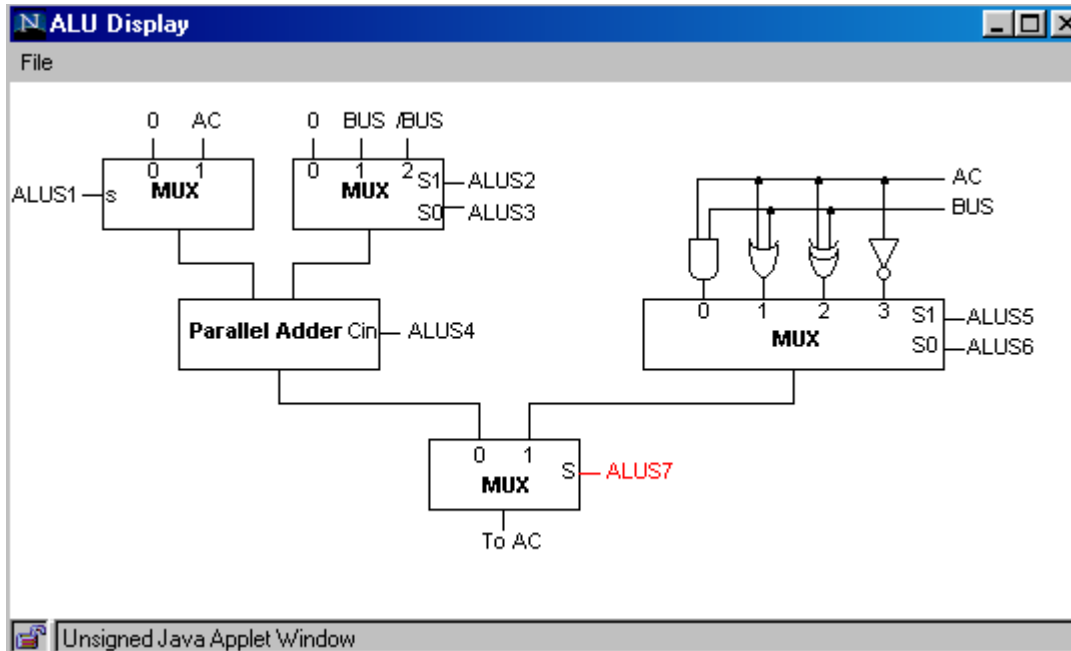 N ALU Display
File
0 AC 0 BUS /BUS
0 1 0 1 2
ALUS1 s MUX MUX S1 ALUS2
S0 ALUS3
AC
BUS
Parallel Adder Cin ALUS4
0 1 2 3 S1 ALUS5
MUX S0 ALUS6
0 1
MUX S ALUS7
To AC
Unsigned Java Applet Window